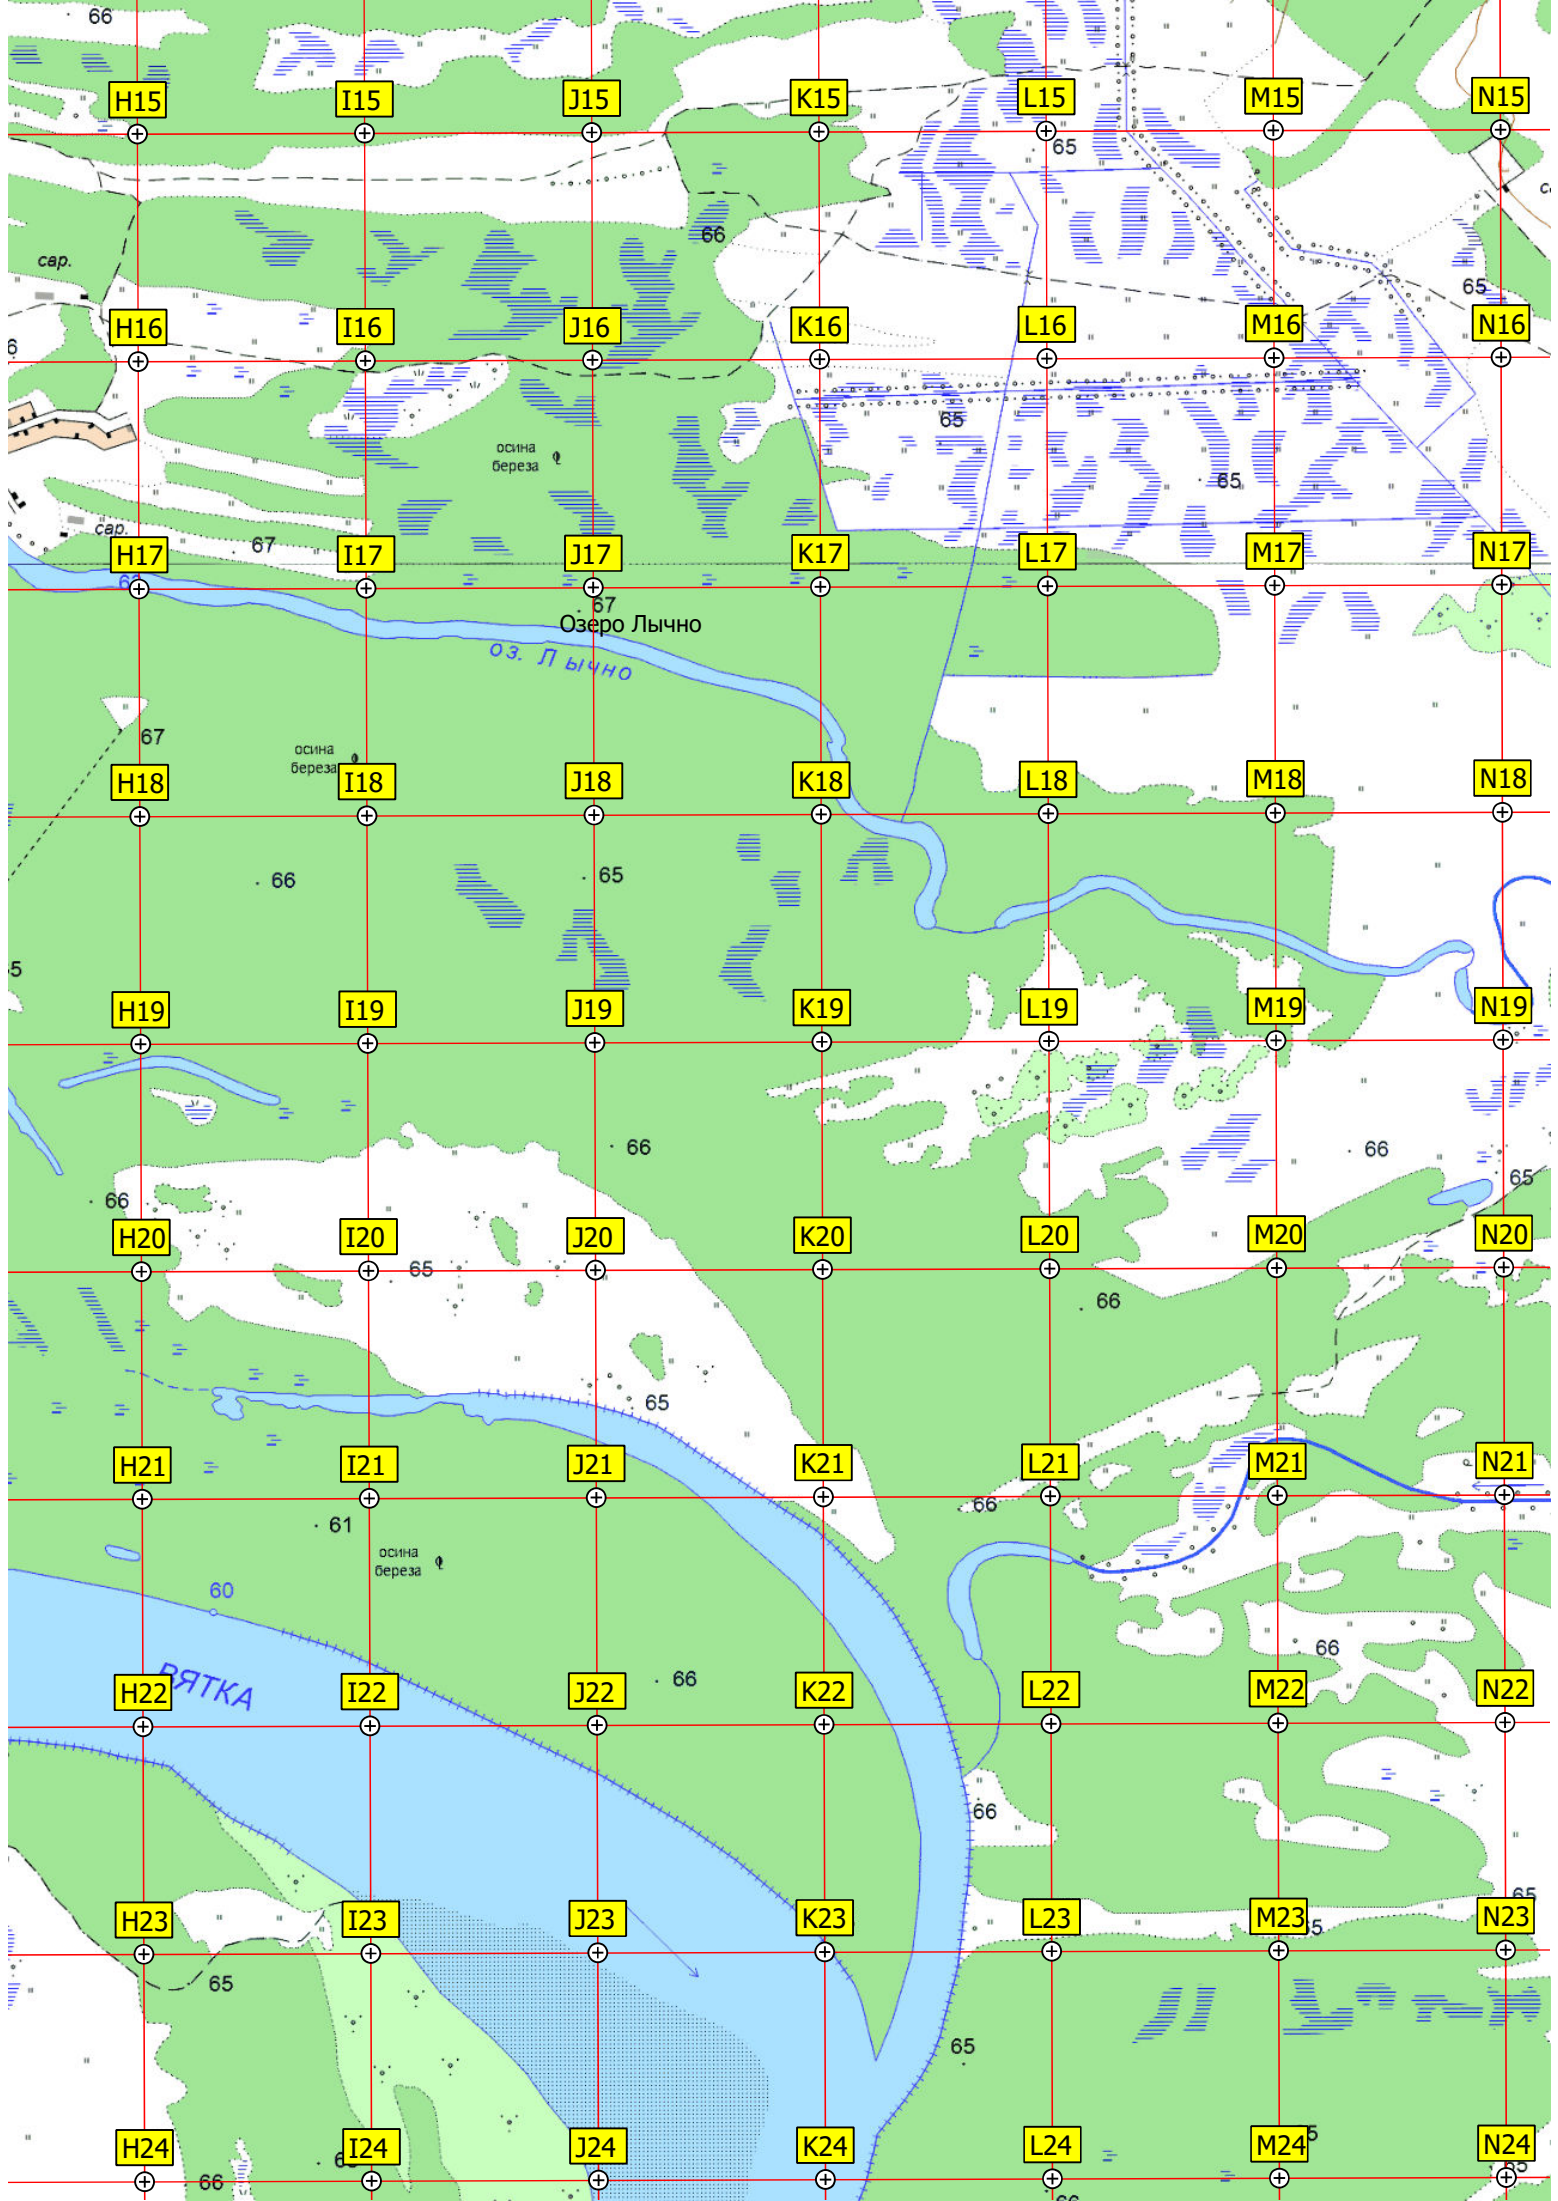 66
H15 I15 J15 K15 L15 M15 N15
65
66
сар.
65
H16 I16 J16 K16 L16 M16 N16
6
65
осина
береза
65
сар.
67
H17 I17 J17 K17 L17 M17 N17
67
Озеро Лычно
оз. Лычно
67
осина
береза
H18 I18 J18 K18 L18 M18 N18
66
65
5
H19 I19 J19 K19 L19 M19 N19
66
66
65
66
H20 I20 J20 K20 L20 M20 N20
65
66
65
H21 I21 J21 K21 L21 M21 N21
66
61
осина
береза
60
66
66
ВЯТКА
H22 I22 J22 K22 L22 M22 N22
66
65
H23 I23 J23 K23 L23 M23 N23
65
65
65
H24 I24 J24 K24 L24 M24 N24
66